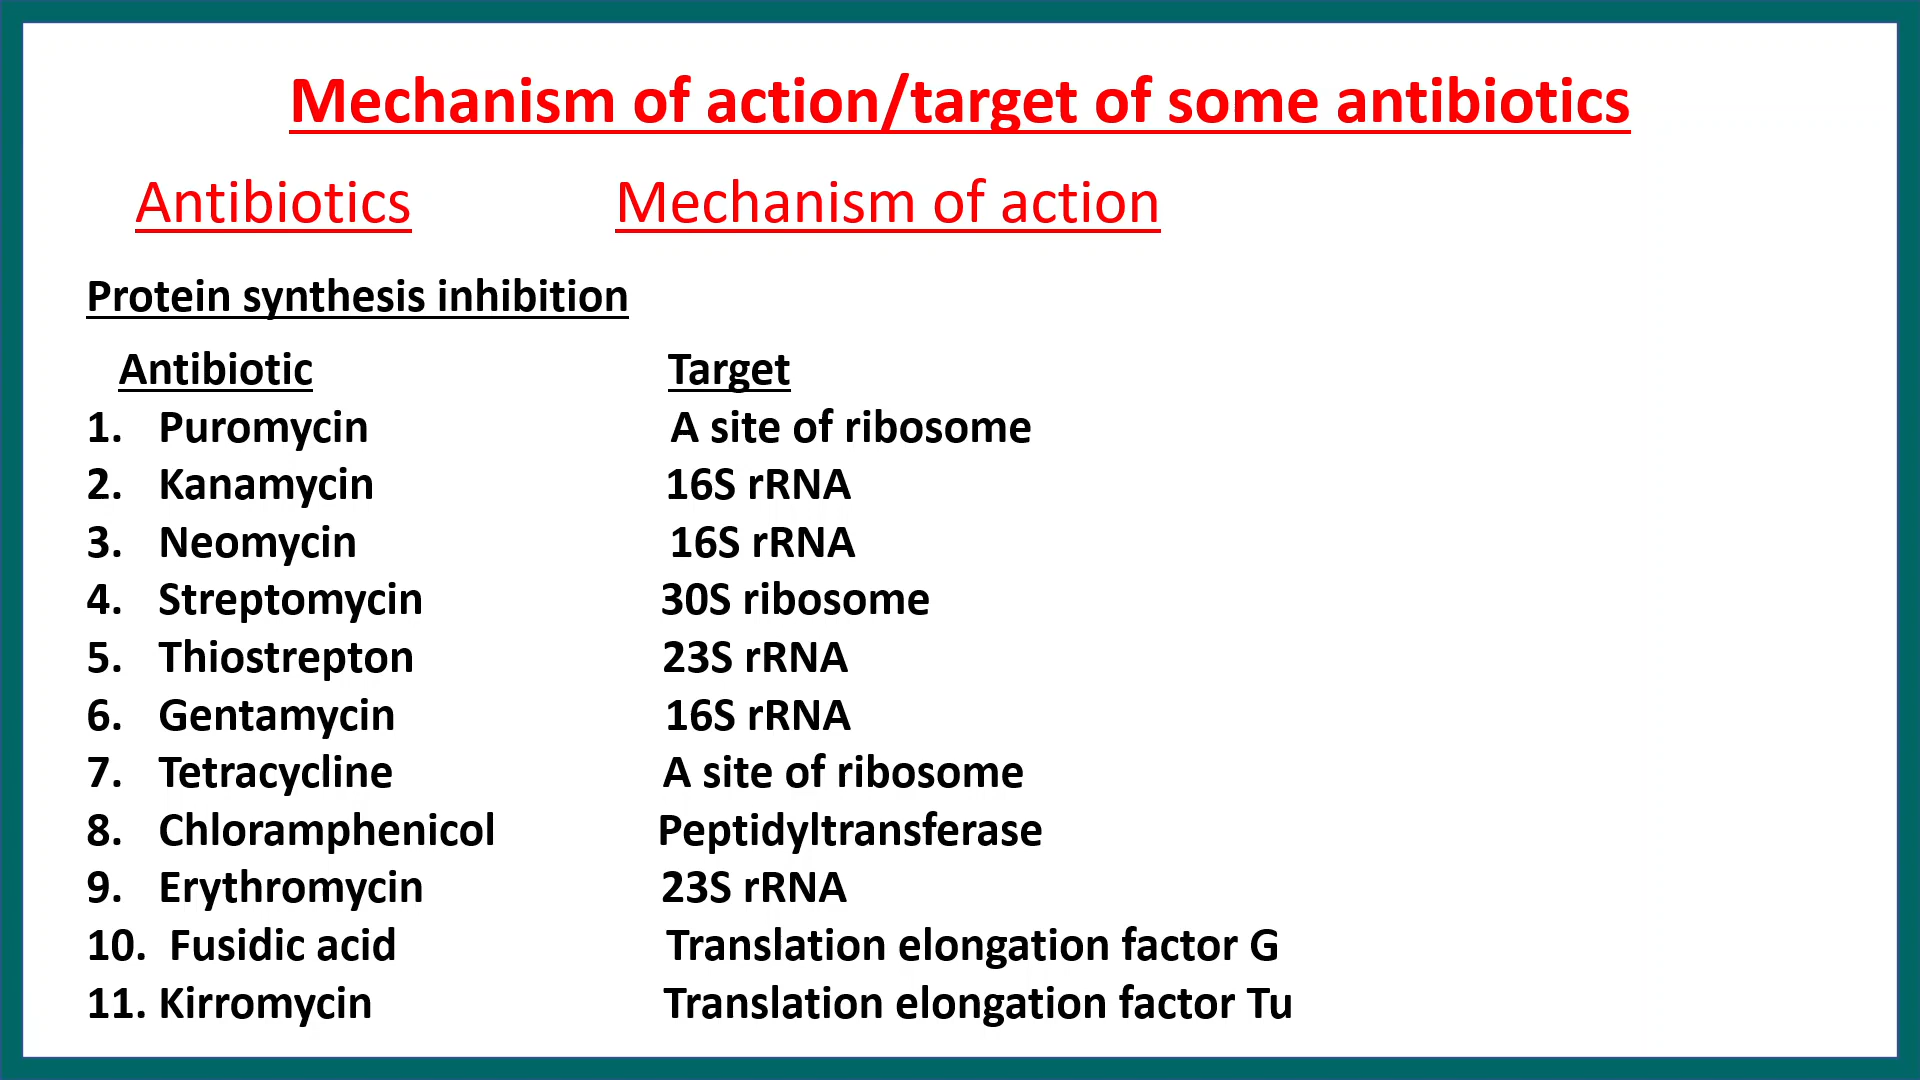 Mechanism of action/target of some antibiotics
Antibiotics Mechanism of action
Protein synthesis inhibition
Antibiotic Target
1. Puromycin A site of ribosome
2. Kanamycin 16S rRNA
3. Neomycin 16S rRNA
4. Streptomycin 30S ribosome
5. Thiostrepton 23S rRNA
6. Gentamycin 16S rRNA
7. Tetracycline A site of ribosome
8. Chloramphenicol Peptidyltransferase
9. Erythromycin 23S rRNA
10. Fusidic acid Translation elongation factor G
11. Kirromycin Translation elongation factor Tu